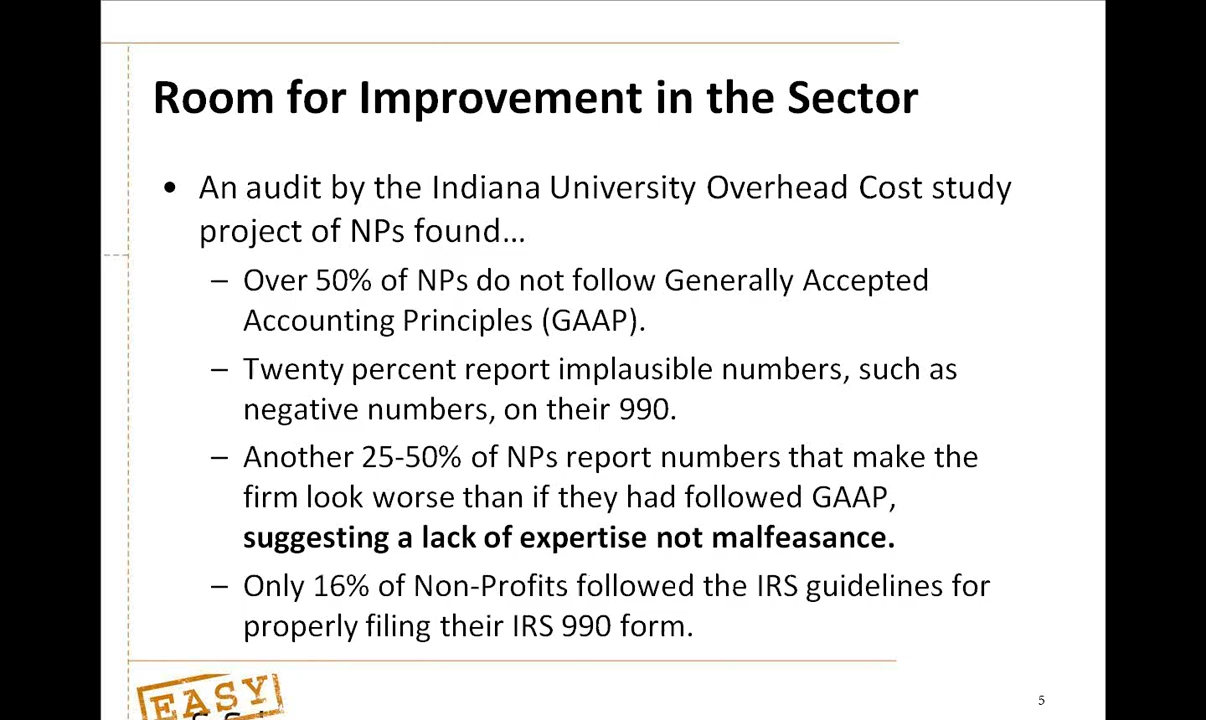 Room for Improvement in the Sector
• An audit by the Indiana University Overhead Cost study
project of NPs found...
– Over 50% of NPs do not follow Generally Accepted
Accounting Principles (GAAP).
– Twenty percent report implausible numbers, such as
negative numbers, on their 990.
– Another 25-50% of NPs report numbers that make the
firm look worse than if they had followed GAAP,
suggesting a lack of expertise not malfeasance.
– Only 16% of Non-Profits followed the IRS guidelines for
properly filing their IRS 990 form.
EASY
5